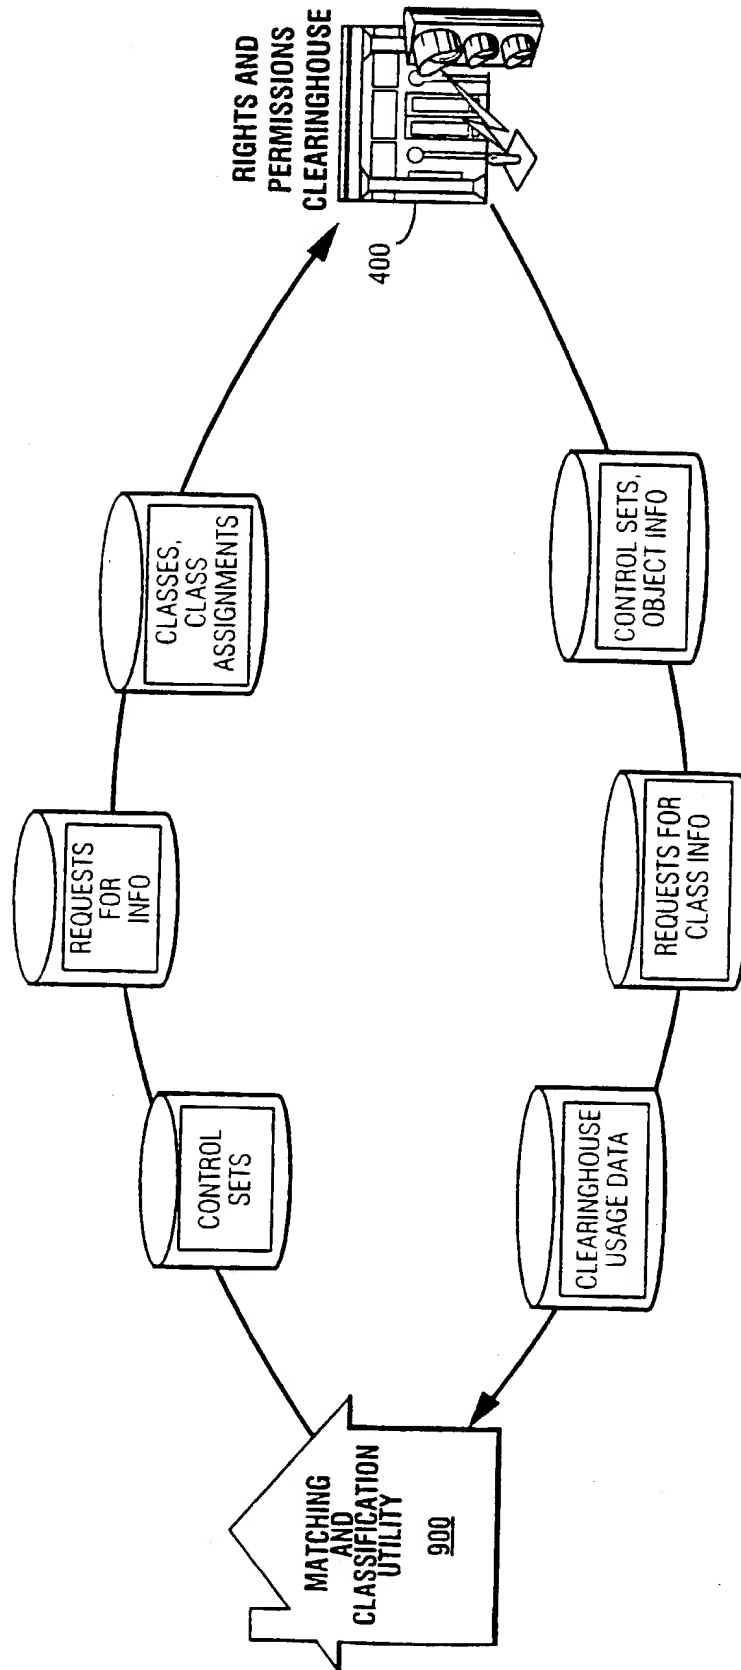 RIGHTS AND
PERMISSIONS
CLEARINGHOUSE
400
CLASSES,
CLASS
ASSIGNMENTS
REQUESTS
FOR
INFO
CONTROL
SETS
MATCHING
AND
CLASSIFICATION
UTILITY
900
CONTROL SETS,
OBJECT INFO
REQUESTS FOR
CLASS INFO
CLEARINGHOUSE
USAGE DATA